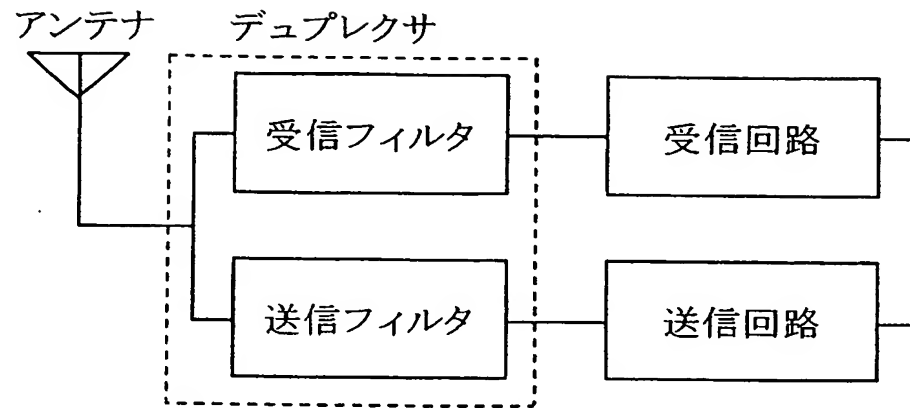 アンテナ
デュプレクサ
受信フィルタ
受信回路
送信フィルタ
送信回路